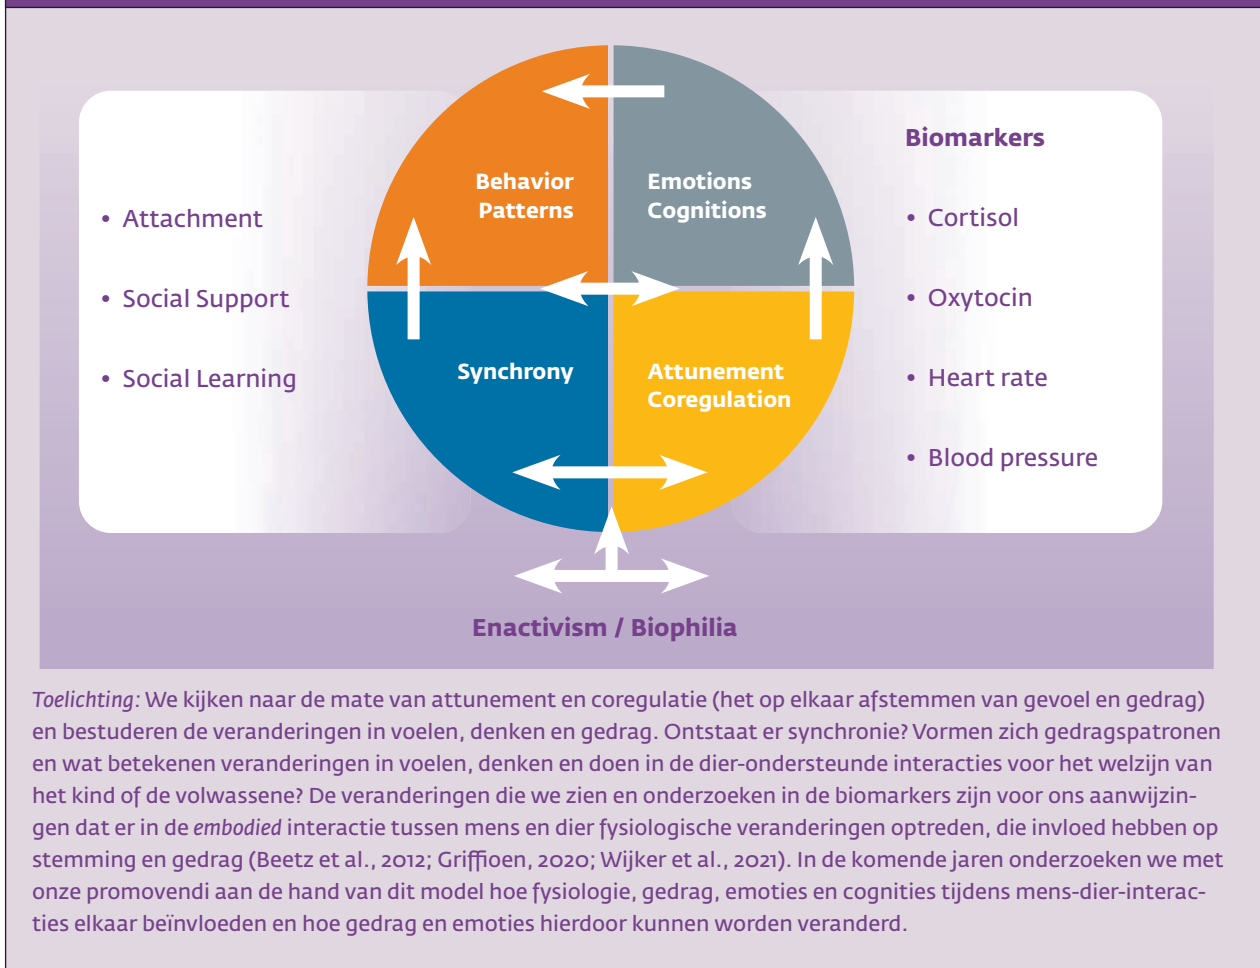 • Attachment
• Social Support
• Social Learning
Behavior
Patterns
Emotions
Cognitions
Synchrony
Attunement
Coregulation
Biomarkers
• Cortisol
• Oxytocin
• Heart rate
• Blood pressure
Enactivism / Biophilia
Toelichting: We kijken naar de mate van attunement en coregulatie (het op elkaar afstemmen van gevoel en gedrag)
en bestuderen de veranderingen in voelen, denken en gedrag. Ontstaat er synchronie? Vormen zich gedragspatronen
en wat betekenen veranderingen in voelen, denken en doen in de dier-ondersteunde interacties voor het welzijn van
het kind of de volwassene? De veranderingen die we zien en onderzoeken in de biomarkers zijn voor ons aanwijzin-
gen dat er in de embodied interactie tussen mens en dier fysiologische veranderingen optreden, die invloed hebben op
stemming en gedrag (Beetz et al., 2012; Griffioen, 2020; Wijker et al., 2021). In de komende jaren onderzoeken we met
onze promovendi aan de hand van dit model hoe fysiologie, gedrag, emoties en cognities tijdens mens-dier-interac-
ties elkaar beïnvloeden en hoe gedrag en emoties hierdoor kunnen worden veranderd.